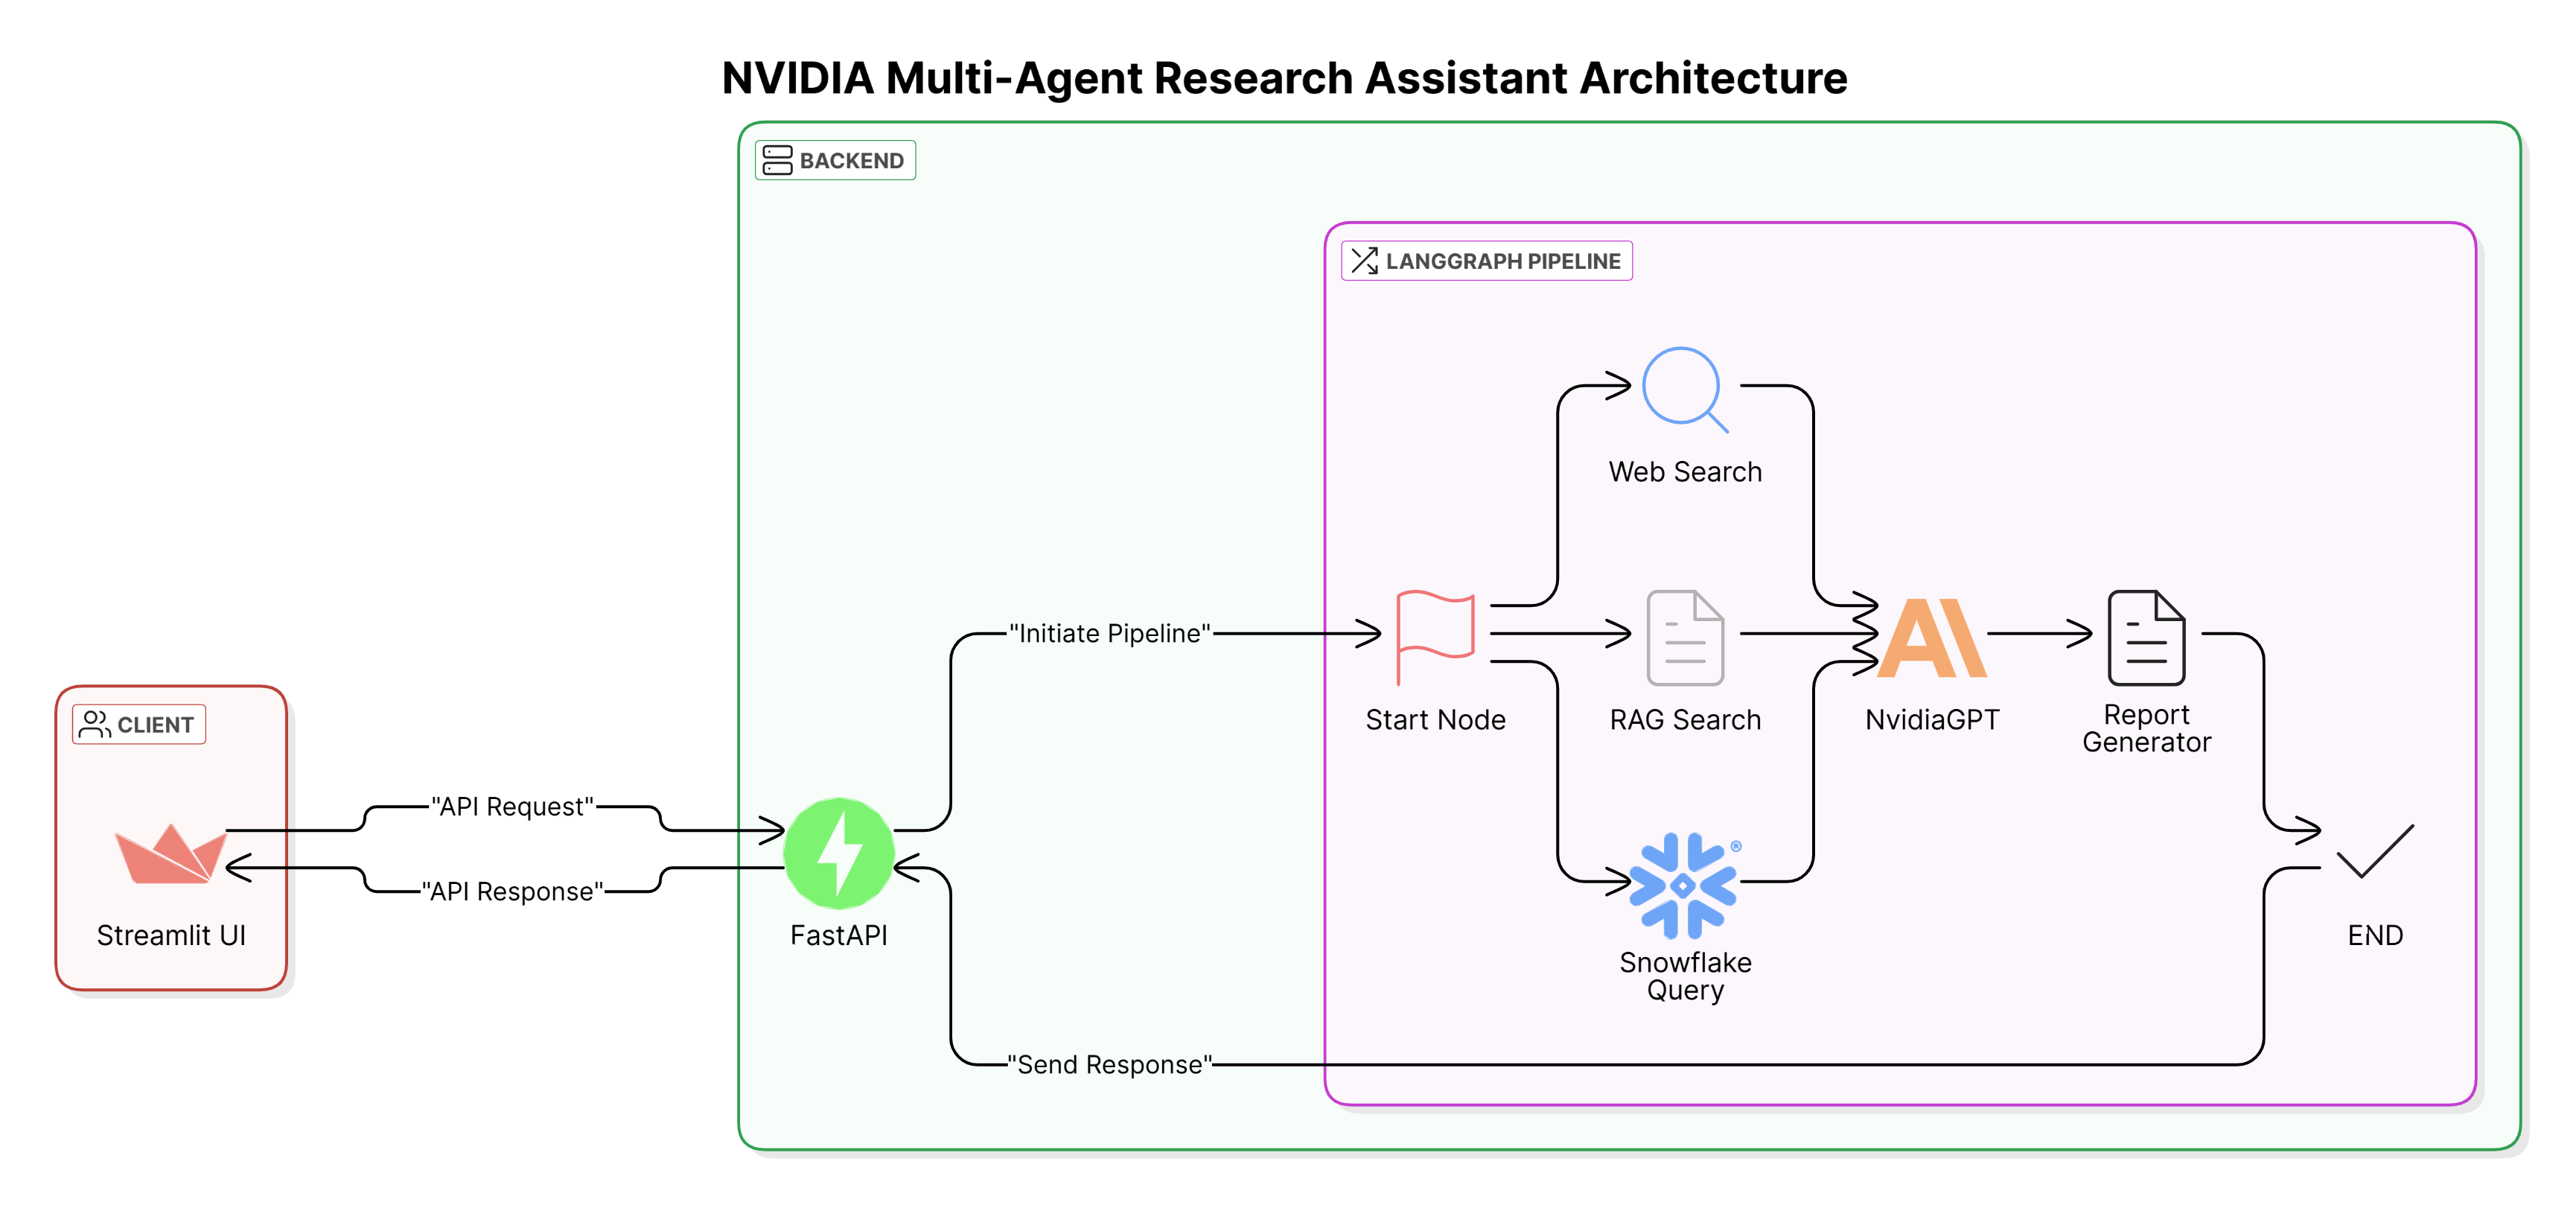 NVIDIA Multi-Agent Research Assistant Architecture
BACKEND
LANGGRAPH PIPELINE
Web Search
"Initiate Pipeline"
Start Node
RAG Search
NvidiaGPT
Report
Generator
CLIENT
"API Request"
"API Response"
Streamlit UI
FastAPI
®
Snowflake
Query
END
"Send Response"